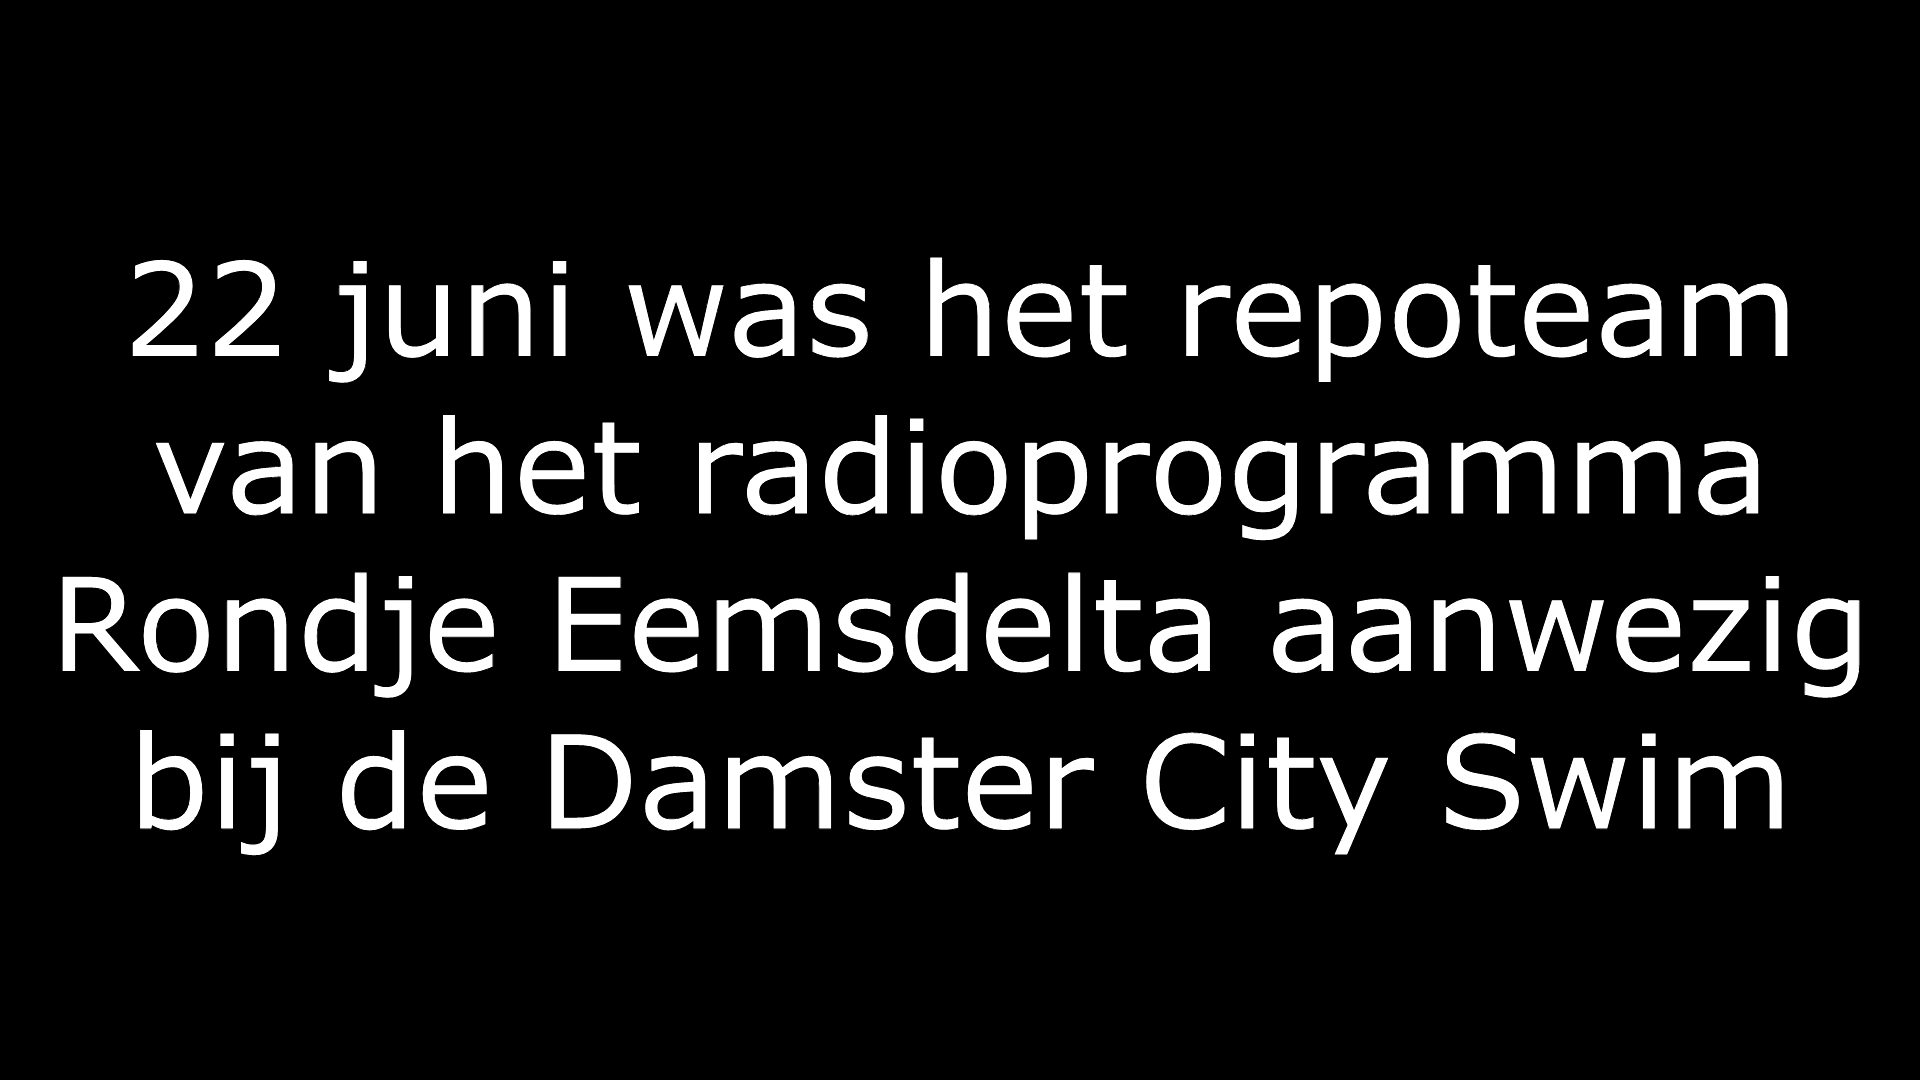 22 juni was het repoteam
van het radioprogramma
Rondje Eemsdelta aanwezig
bij de Damster City Swim